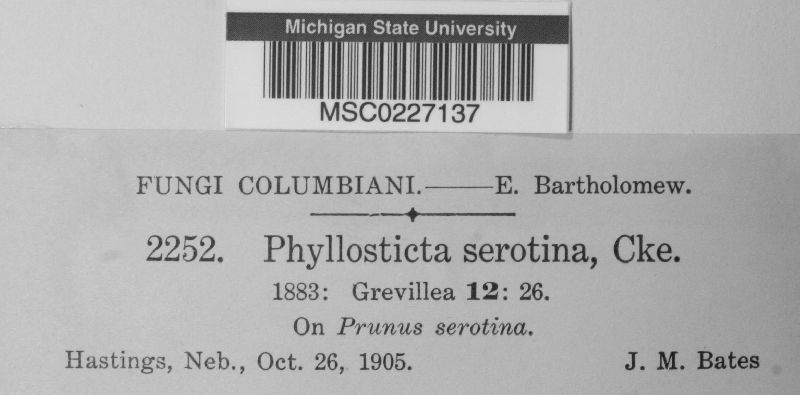 Michigan State University
MSC0227137
FUNGI COLUMBIANI.——E. Bartholomew.
2252. Phyllosticta serotina, Cke.
1883: Grevillea 12: 26.
On Prunus serotina.
Hastings, Neb., Oct. 26, 1905. J. M. Bates